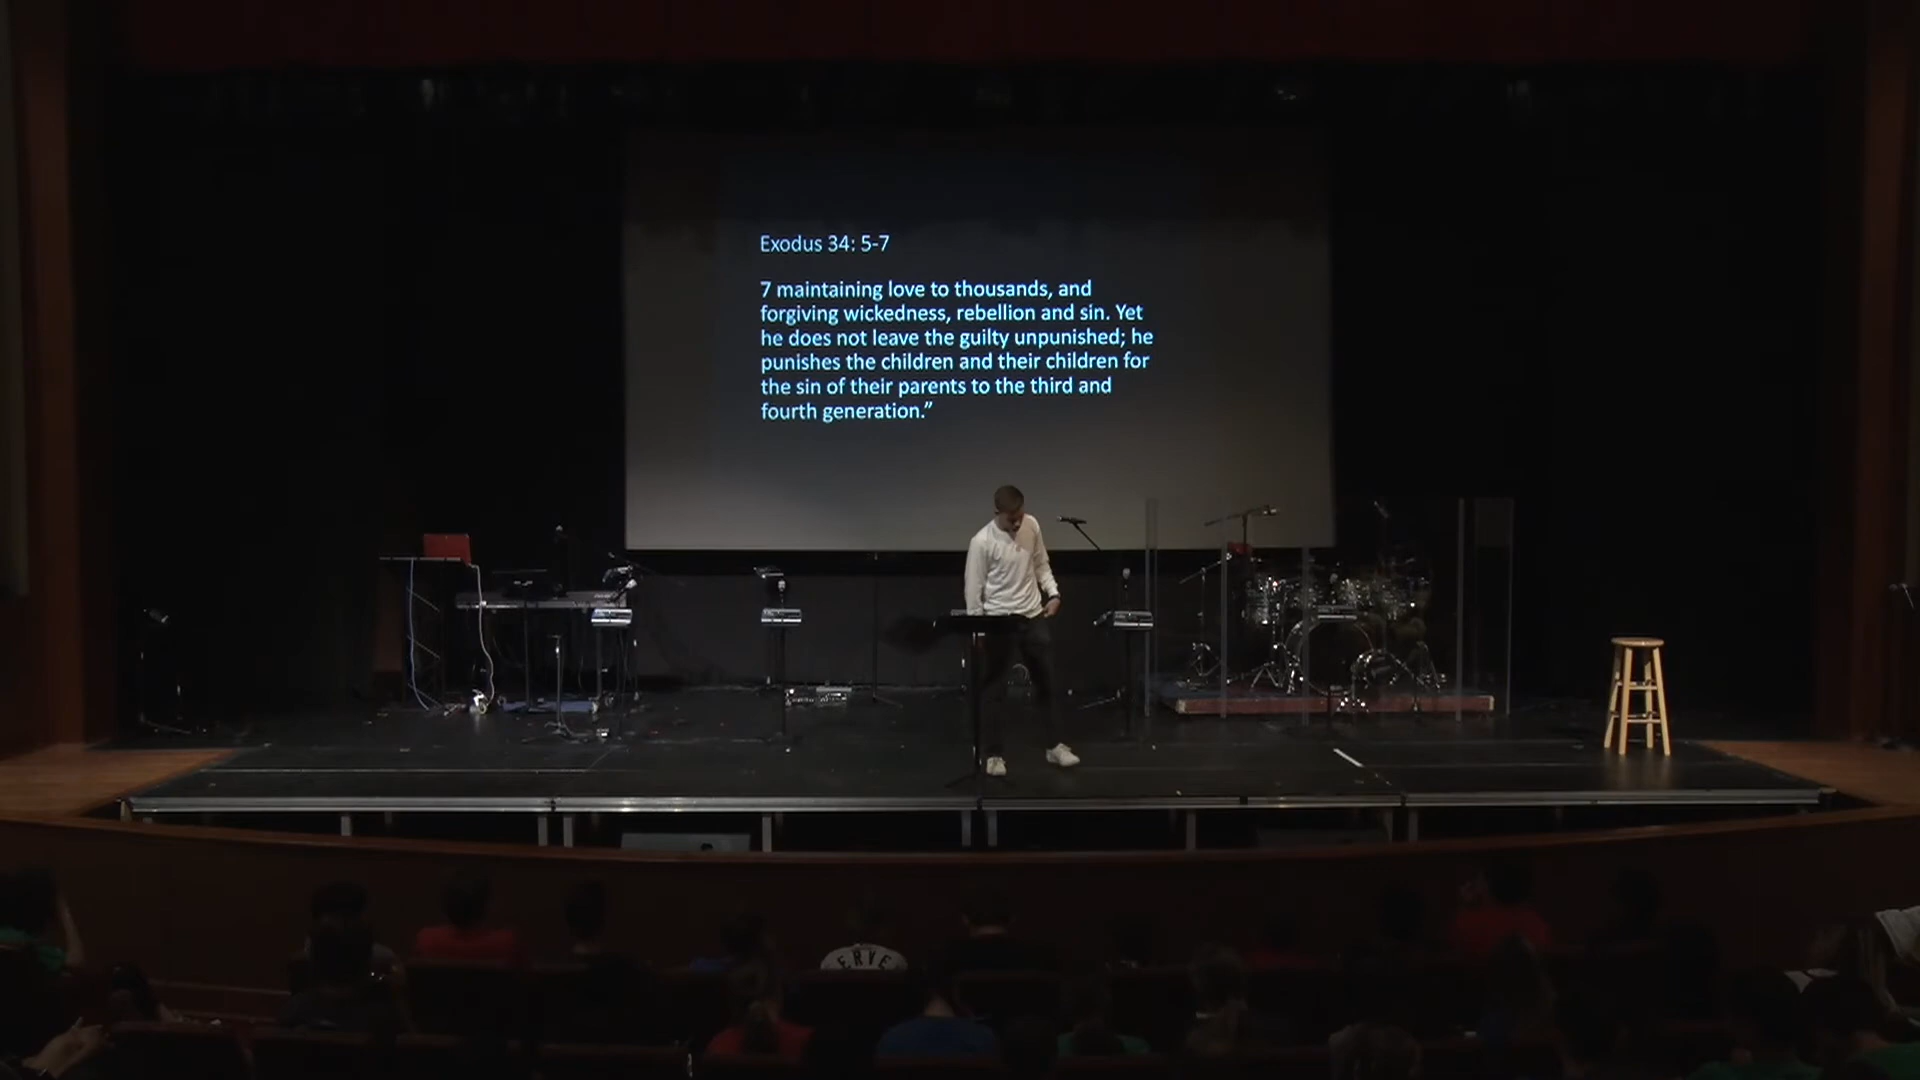 Exodus 34: 5-7
7 maintaining love to thousands, and
forgiving wickedness, rebellion and sin. Yet
he does not leave the guilty unpunished; he
punishes the children and their children for
the sin of their parents to the third and
fourth generation.”
ERVE